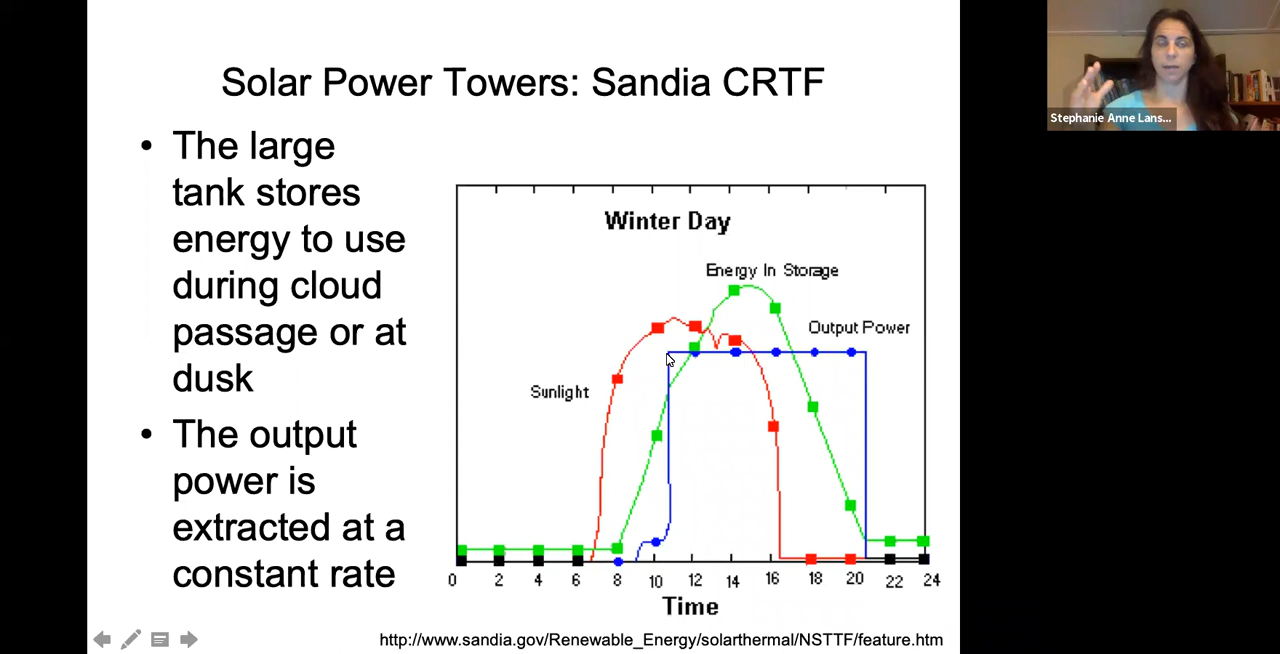 Solar Power Towers: Sandia CRTF
• The large
tank stores
energy to use
during cloud
passage or at
dusk
• The output
power is
extracted at a
constant rate
Winter Day
Energy In Storage
Output Power
Sunlight
0 2 4 6 8 10 12 14 16 18 20 22 24
Time
http://www.sandia.gov/Renewable_Energy/solarthermal/NSTTF/feature.htm
Stephanie Anne Lans...